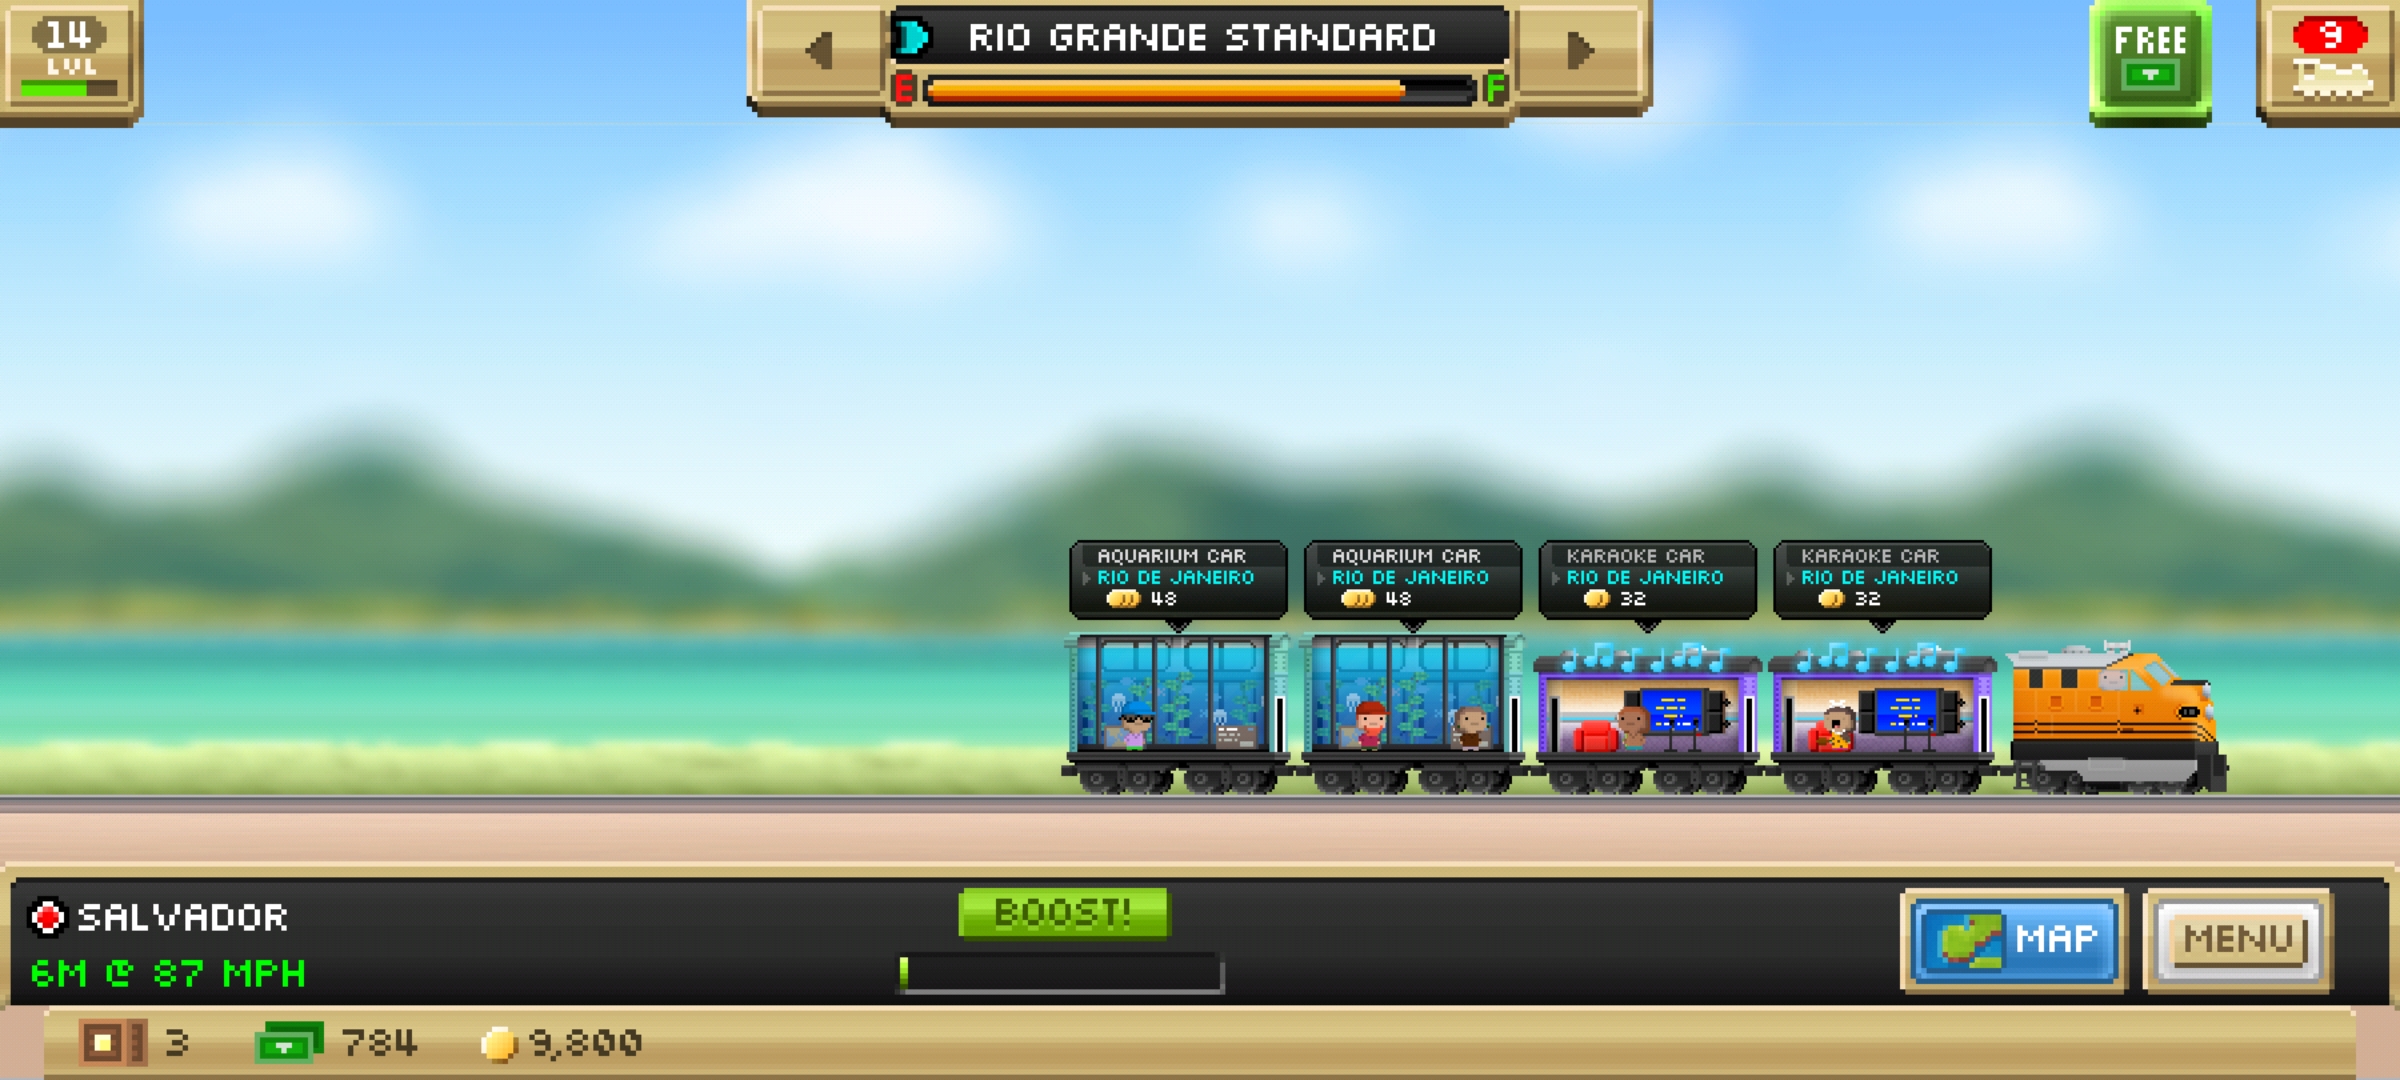 14
LVL
RIO GRANDE STANDARD
E F
FREE
9
AQUARIUM CAR
RIO DE JANEIRO
48
AQUARIUM CAR
RIO DE JANEIRO
48
KARAOKE CAR
RIO DE JANEIRO
32
KARAOKE CAR
RIO DE JANEIRO
32
SALVADOR
6M @ 87 MPH
BOOST!
MAP
MENU
3
784
9,800